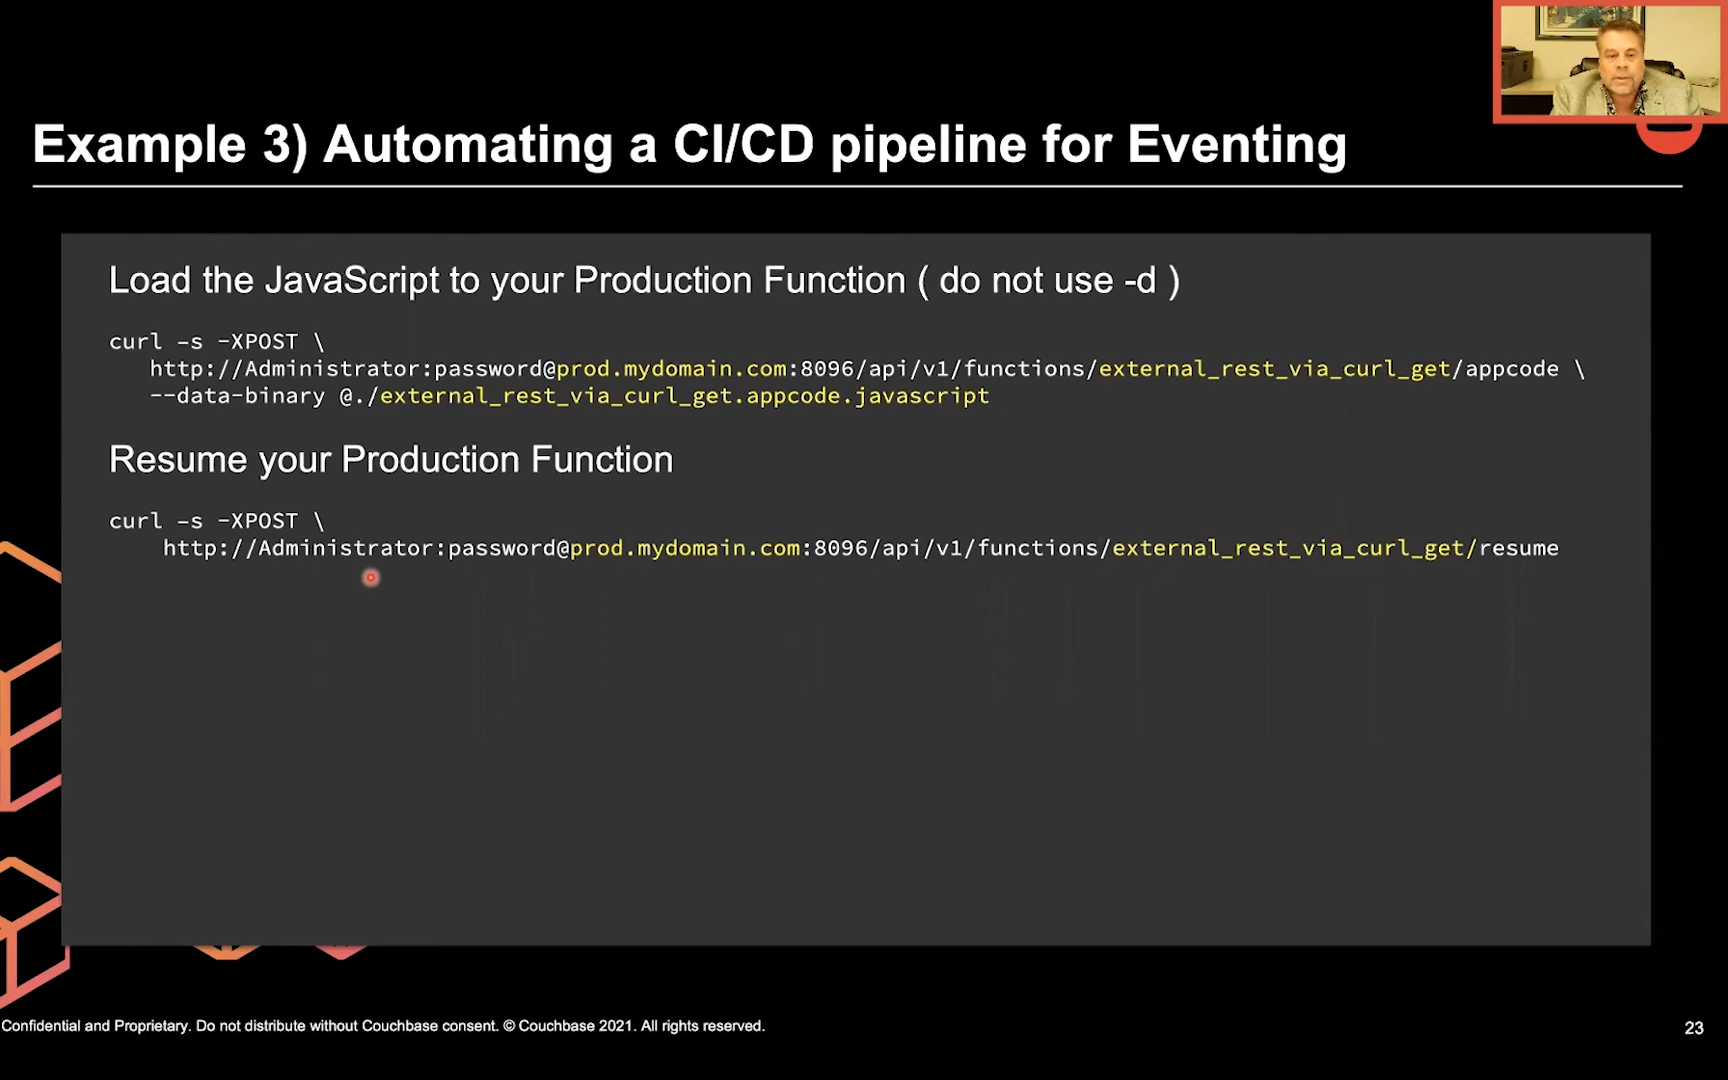 Example 3) Automating a CI/CD pipeline for Eventing
Load the JavaScript to your Production Function ( do not use -d )
curl –s -XPOST \
http://Administrator:password@prod.mydomain.com:8096/api/v1/functions/external_rest_via_curl_get/appcode \
--data-binary @./external_rest_via_curl_get.appcode.javascript
Resume your Production Function
curl –s -XPOST \
http://Administrator:password@prod.mydomain.com:8096/api/v1/functions/external_rest_via_curl_get/resume
Confidential and Proprietary. Do not distribute without Couchbase consent. © Couchbase 2021. All rights reserved.
23